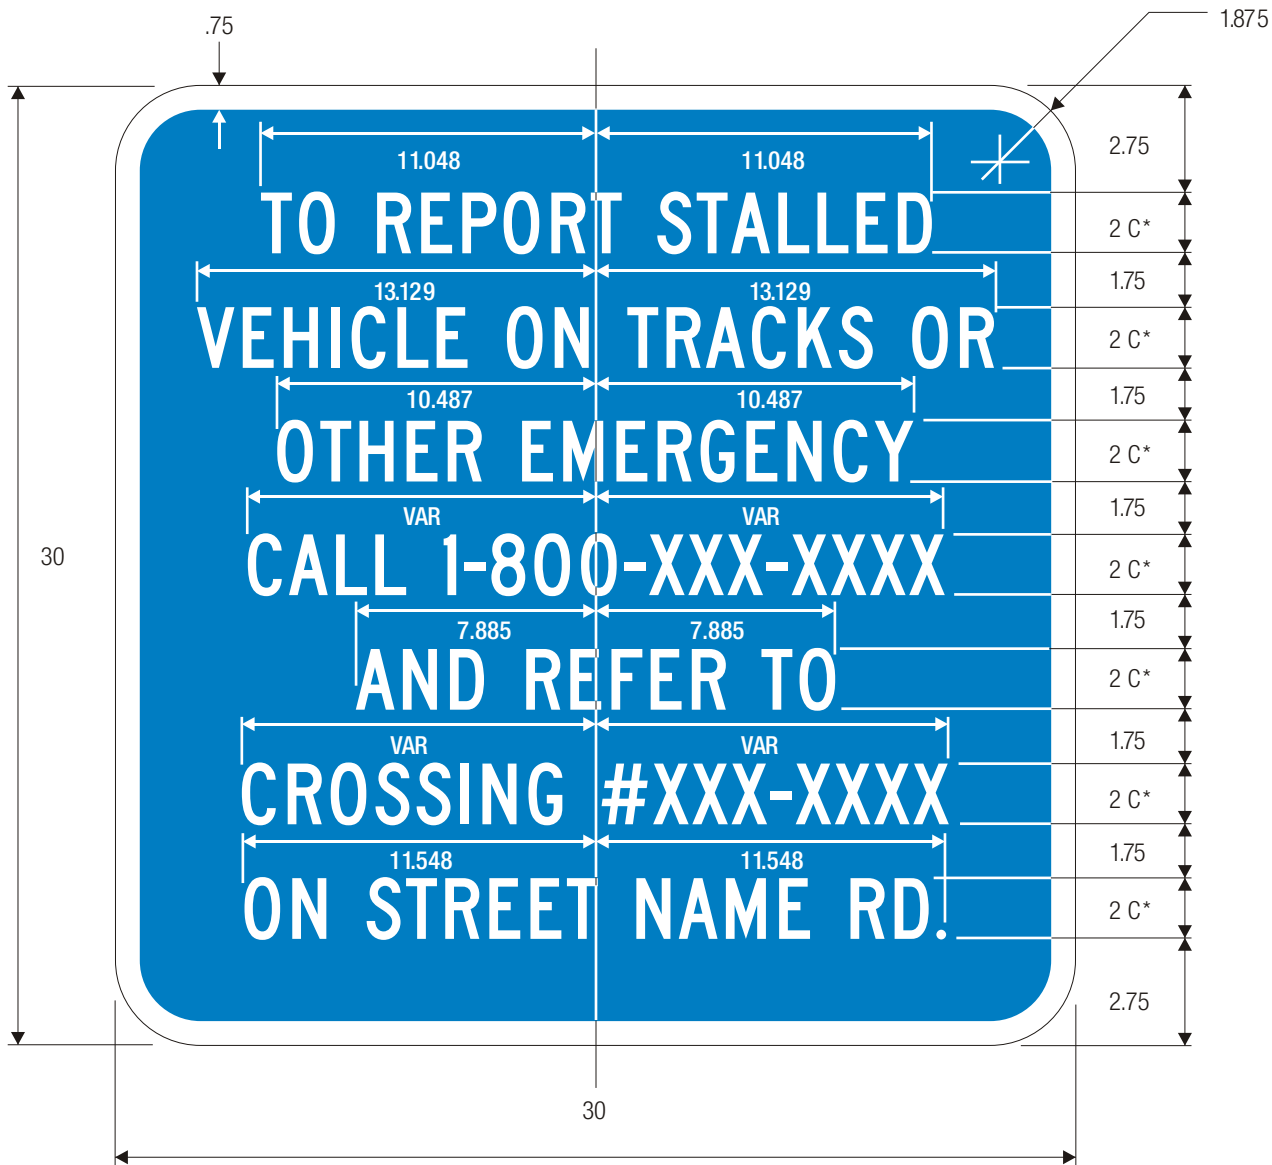 .75
1.875
11.048 11.048
2.75
TO REPORT STALLED
2 C*
13.129 13.129
1.75
VEHICLE ON TRACKS OR
2 C*
10.487 10.487
1.75
OTHER EMERGENCY
2 C*
VAR VAR
1.75
CALL 1-800-XXX-XXXX
2 C*
30
7.885 7.885
1.75
AND REFER TO
2 C*
VAR VAR
1.75
CROSSING #XXX-XXXX
2 C*
11.548 11.548
1.75
ON STREET NAME RD.
2 C*
2.75
30